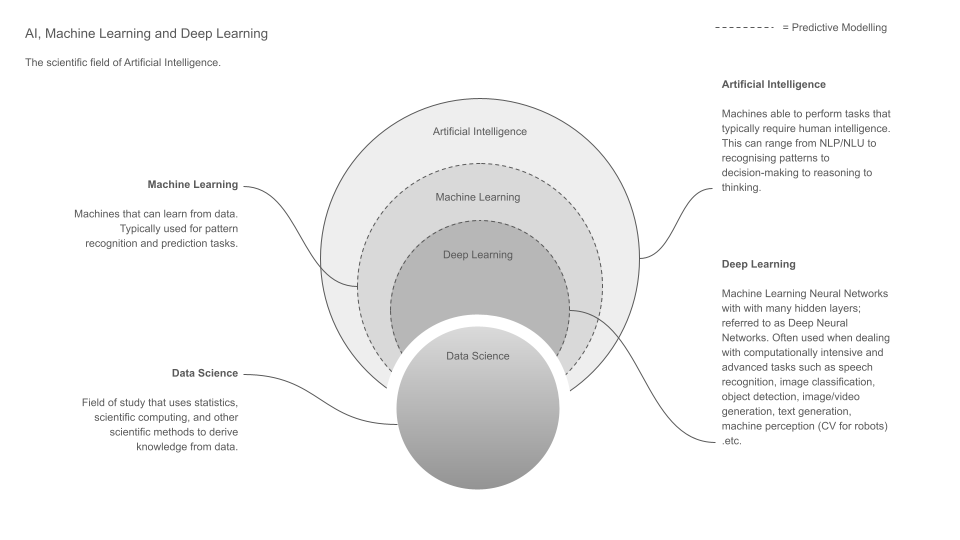 AI, Machine Learning and Deep Learning
The scientific field of Artificial Intelligence.
= Predictive Modelling
Artificial Intelligence
Machine Learning
Deep Learning
Data Science
Machine Learning
Machines that can learn from data.
Typically used for pattern
recognition and prediction tasks.
Data Science
Field of study that uses statistics,
scientific computing, and other
scientific methods to derive
knowledge from data.
Artificial Intelligence
Machines able to perform tasks that
typically require human intelligence.
This can range from NLP/NLU to
recognising patterns to
decision-making to reasoning to
thinking.
Deep Learning
Machine Learning Neural Networks
with with many hidden layers;
referred to as Deep Neural
Networks. Often used when dealing
with computationally intensive and
advanced tasks such as speech
recognition, image classification,
object detection, image/video
generation, text generation,
machine perception (CV for robots)
.etc.